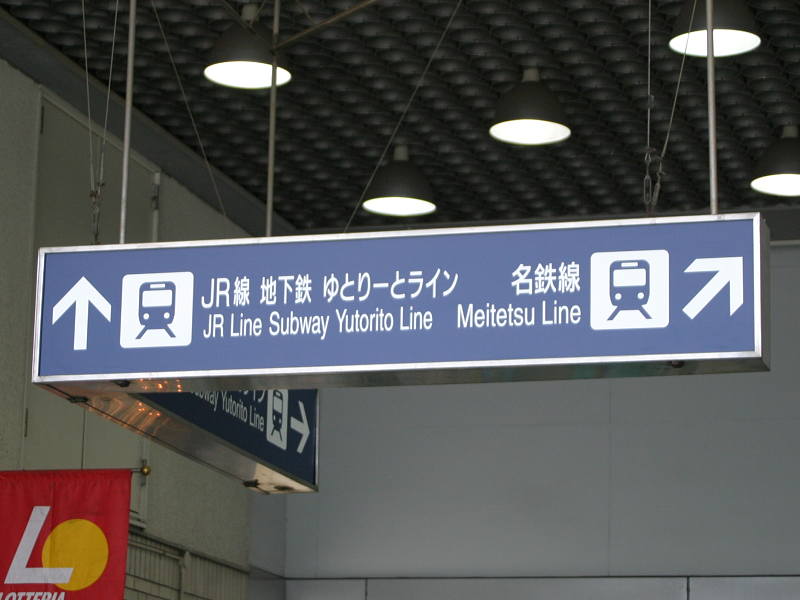 JR線 地下鉄 ゆとりーとライン 名鉄線
JR Line Subway Yutorito Line Meitetsu Line
Subway Yutorito Line
L
LOTTERIA